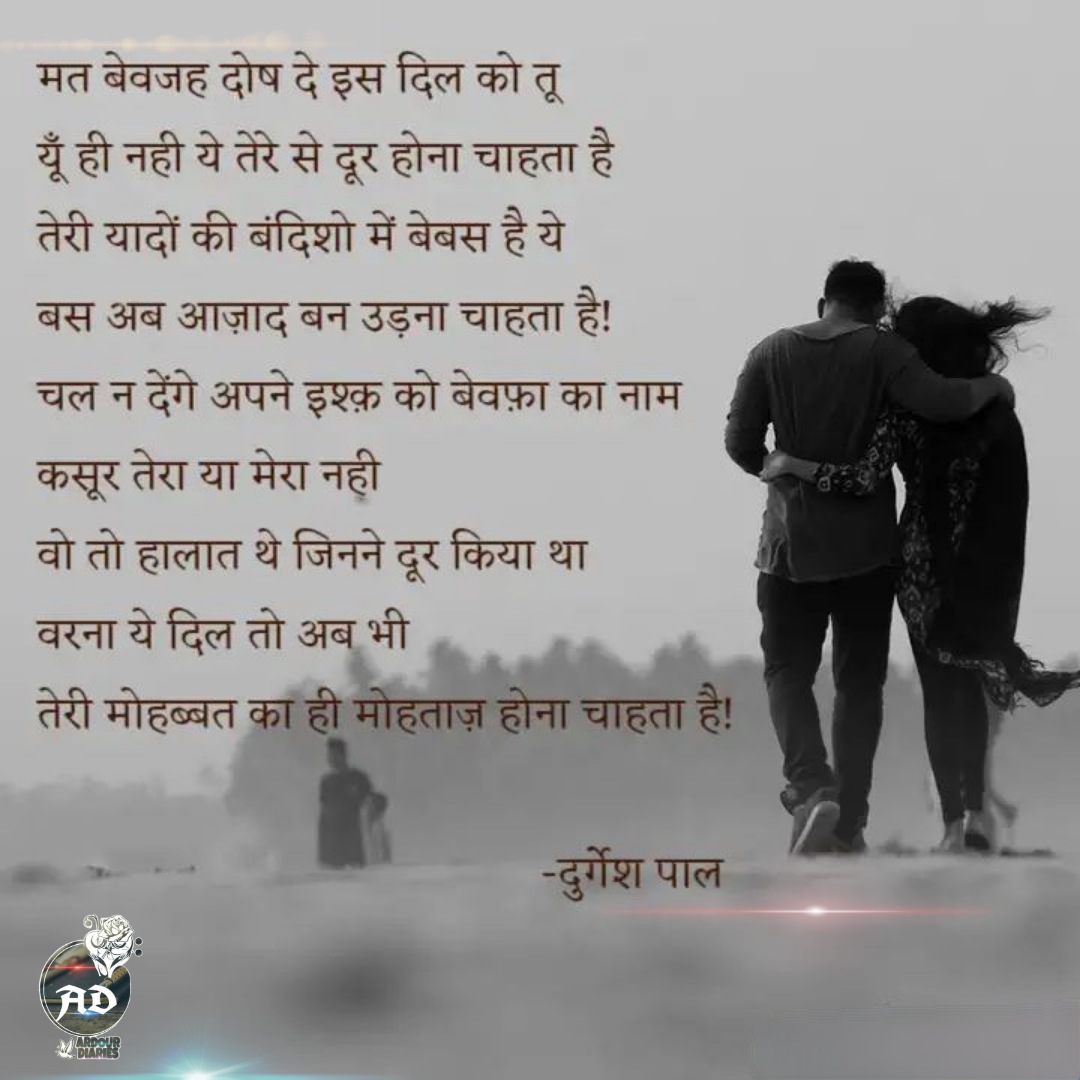 मत बेवजह दोष दे इस दिल को तू
यूँ ही नही ये तेरे से दूर होना चाहता है
तेरी यादों की बंदिशो में बेबस है ये
बस अब आज़ाद बन उड़ना चाहता है!
चल न देंगे अपने इश्क़ को बेवफ़ा का नाम
कसूर तेरा या मेरा नही
वो तो हालात थे जिनने दूर किया था
वरना ये दिल तो अब भी
तेरी मोहब्बत का ही मोहताज़ होना चाहता है!
-दुर्गेश पाल
AD
ARDOUR
DIARIES